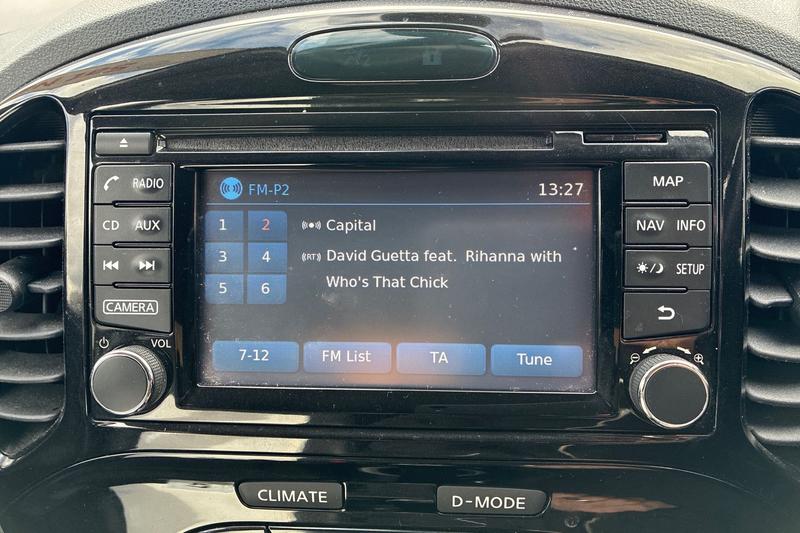 RADIO
CD AUX
CAMERA
VOL
FM-P2 13:27
1 2
3 4
5 6
Capital
(RT) David Guetta feat. Rihanna with
Who's That Chick
7-12 FM List TA Tune
MAP
NAV INFO
SETUP
CLIMATE D-MODE